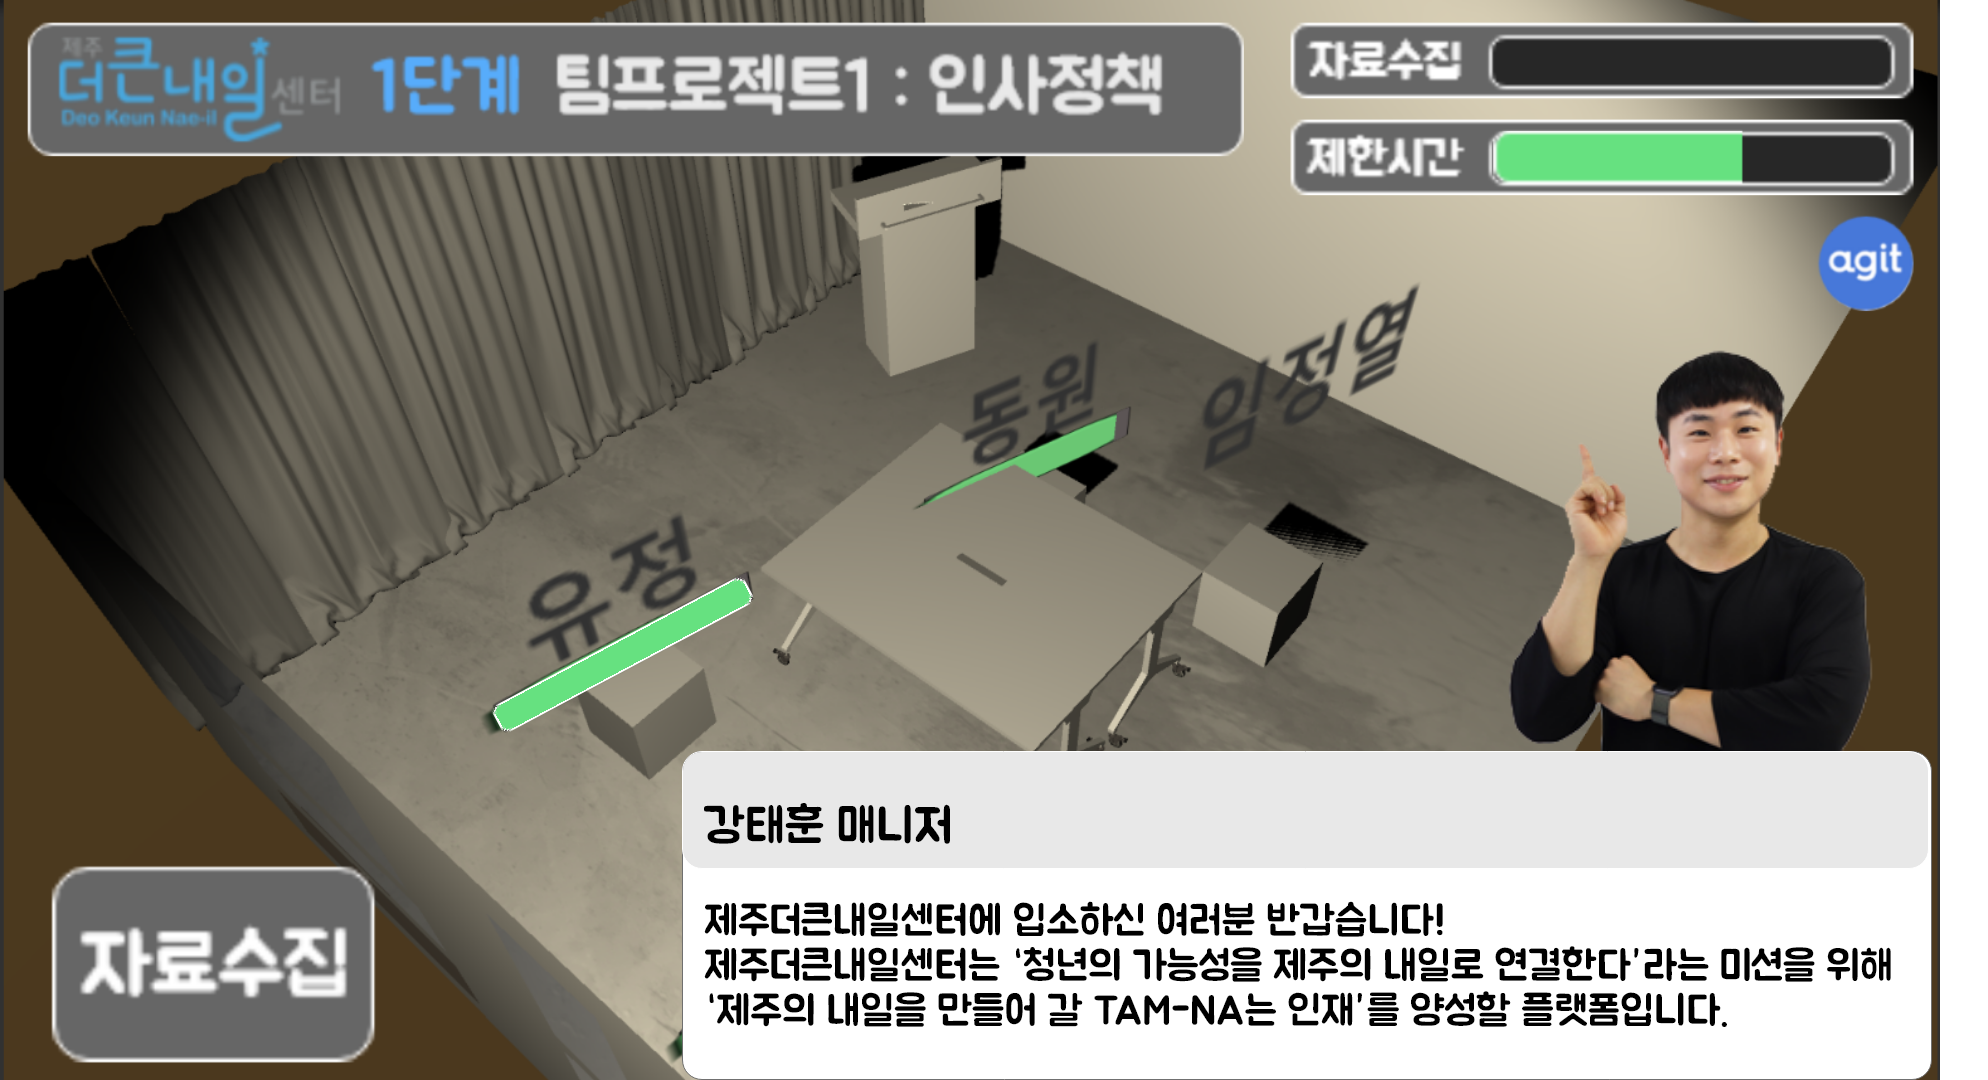 제주
더큰내일센터
Deo Keun Nae-il
1단계 팀프로젝트1 : 인사정책
자료수집
제한시간
agit
동원
임정열
유정
강태훈 매니저
제주더큰내일센터에 입소하신 여러분 반갑습니다!
제주더큰내일센터는 ‘청년의 가능성을 제주의 내일로 연결한다’라는 미션을 위해
‘제주의 내일을 만들어 갈 TAM-NA는 인재’를 양성할 플랫폼입니다.
자료수집